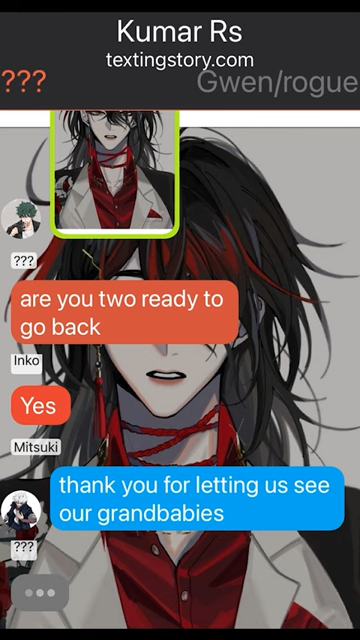 Kumar Rs
textingstory.com
???
Gwen/rogue
???
are you two ready to
go back
Inko
Yes
Mitsuki
thank you for letting us see
our grandbabies
???